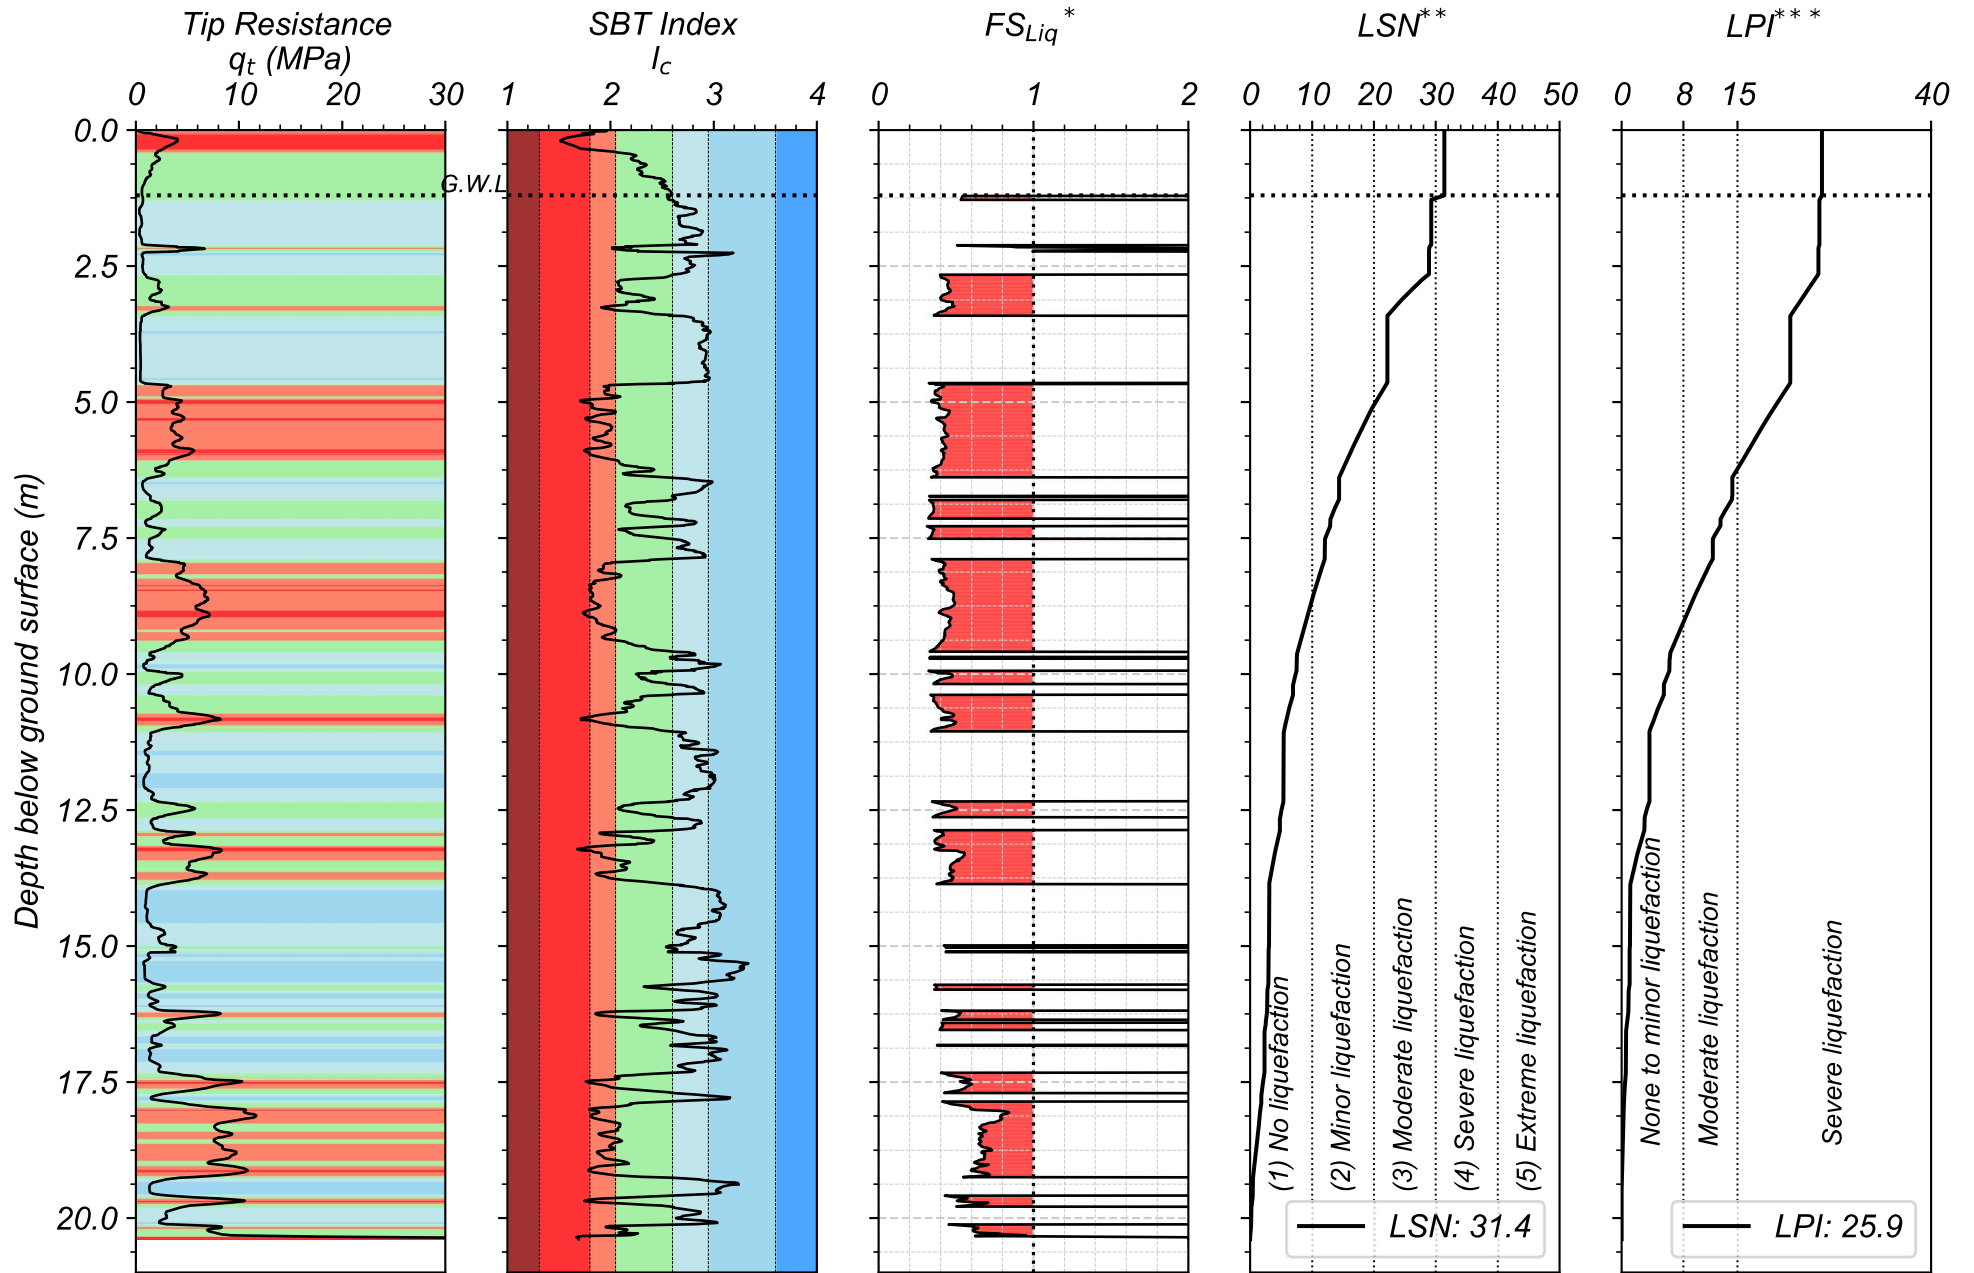 Tip Resistance
qt (MPa)
SBT Index
Ic
FSLiq*
LSN**
LPI***
0 10 20 30
1 2 3 4
0 1 2
0 10 20 30 40 50
0 8 15 40
Depth below ground surface (m)
0.0
2.5
5.0
7.5
10.0
12.5
15.0
17.5
20.0
G.W.L
(1) No liquefaction
(2) Minor liquefaction
(3) Moderate liquefaction
(4) Severe liquefaction
(5) Extreme liquefaction
LSN: 31.4
None to minor liquefaction
Moderate liquefaction
Severe liquefaction
LPI: 25.9